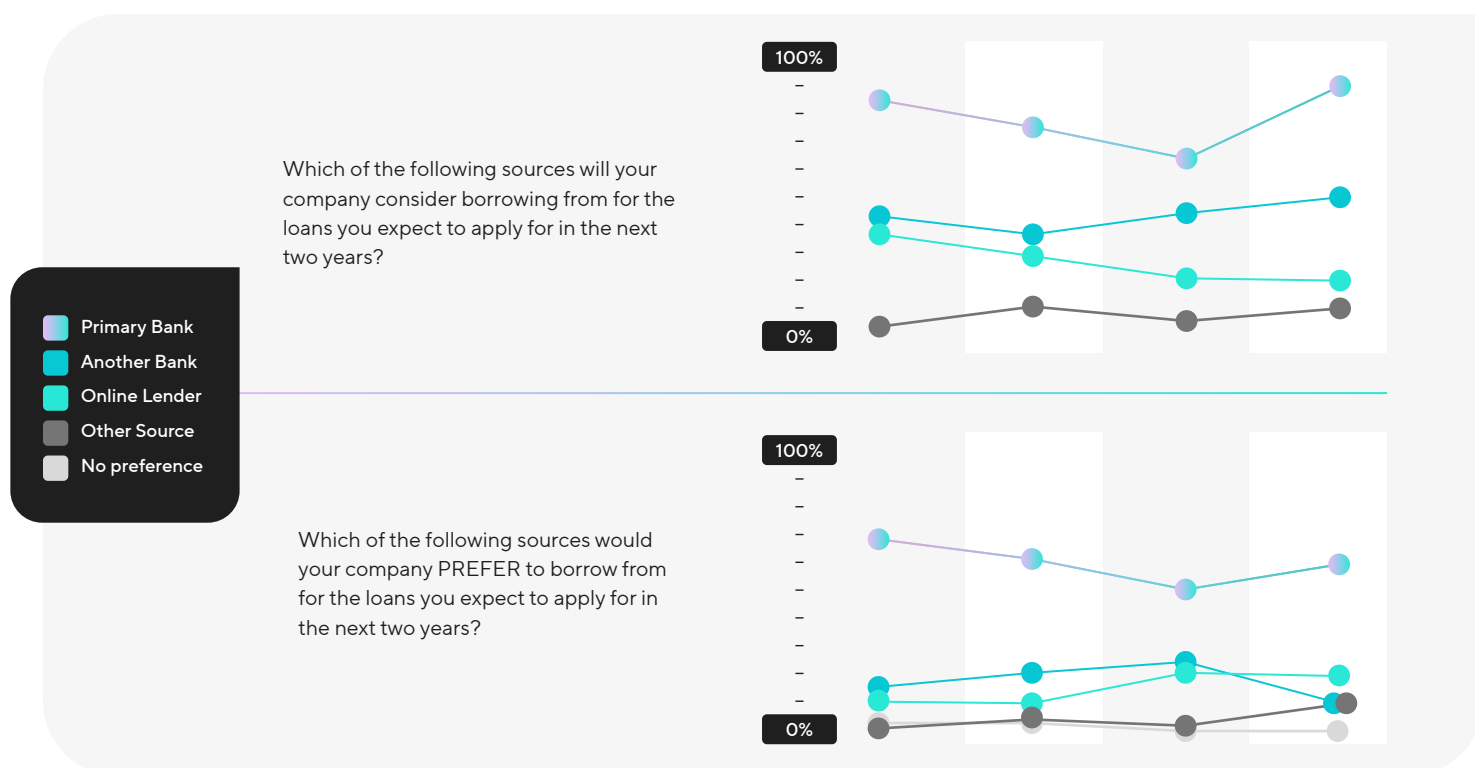 100%
Which of the following sources will your
company consider borrowing from for the
loans you expect to apply for in the next
two years?
0%
Primary Bank
Another Bank
Online Lender
Other Source
No preference
100%
Which of the following sources would
your company PREFER to borrow from
for the loans you expect to apply for in
the next two years?
0%